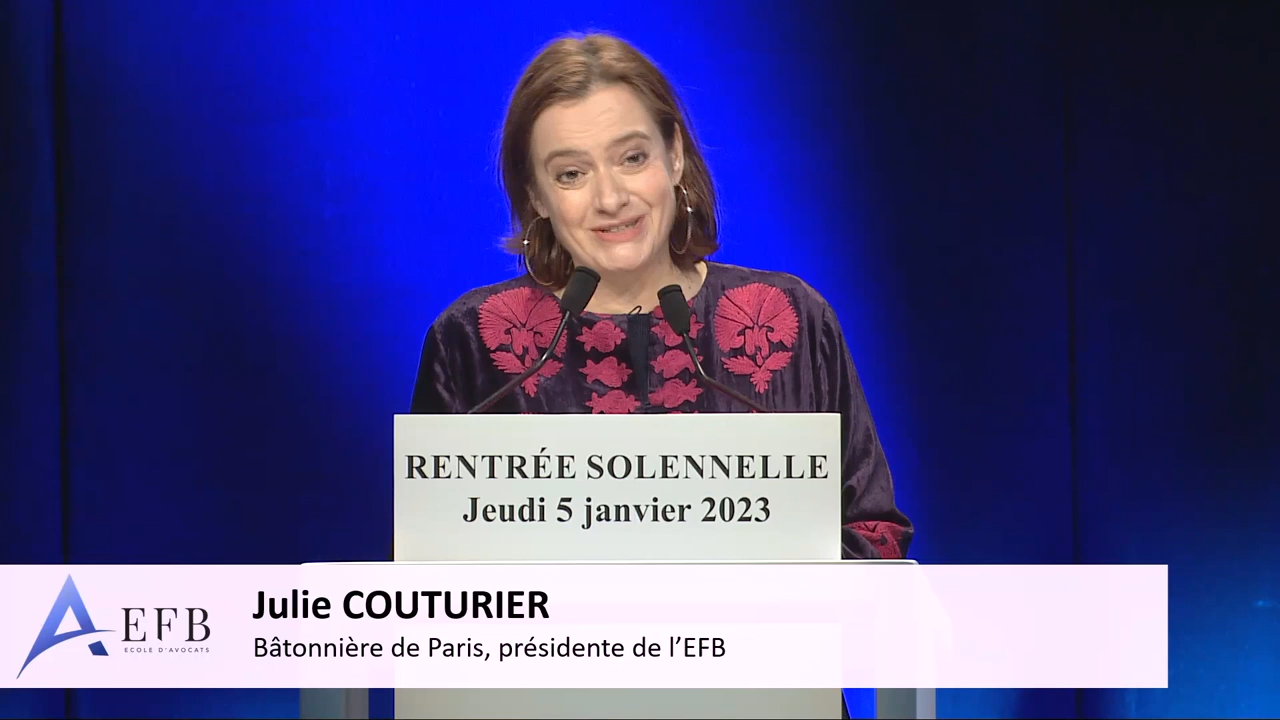 RENTRÉE SOLENNELLE
Jeudi 5 janvier 2023
EFB
ECOLE D'AVOCATS
Julie COUTURIER
Bâtonnière de Paris, présidente de l’EFB